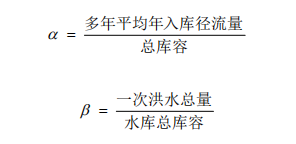 α = 多年平均年入库径流量 / 总库容
β = 一次洪水总量 / 水库总库容